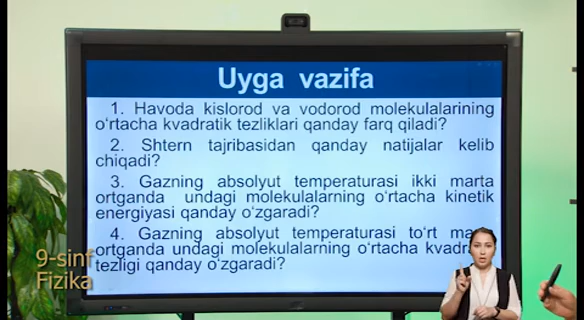 Uyga vazifa
1. Havoda kislorod va vodorod molekulalarining
o‘rtacha kvadratik tezliklari qanday farq qiladi?
2. Shtern tajribasidan qanday natijalar kelib
chiqadi?
3. Gazning absolyut temperaturasi ikki marta
ortganda undagi molekulalarning o‘rtacha kinetik
energiyasi qanday o‘zgaradi?
4. Gazning absolyut temperaturasi to‘rt
ortganda undagi molekulalarning o‘rtacha
tezligi qanday o‘zgaradi?
9-sinf
Fizika